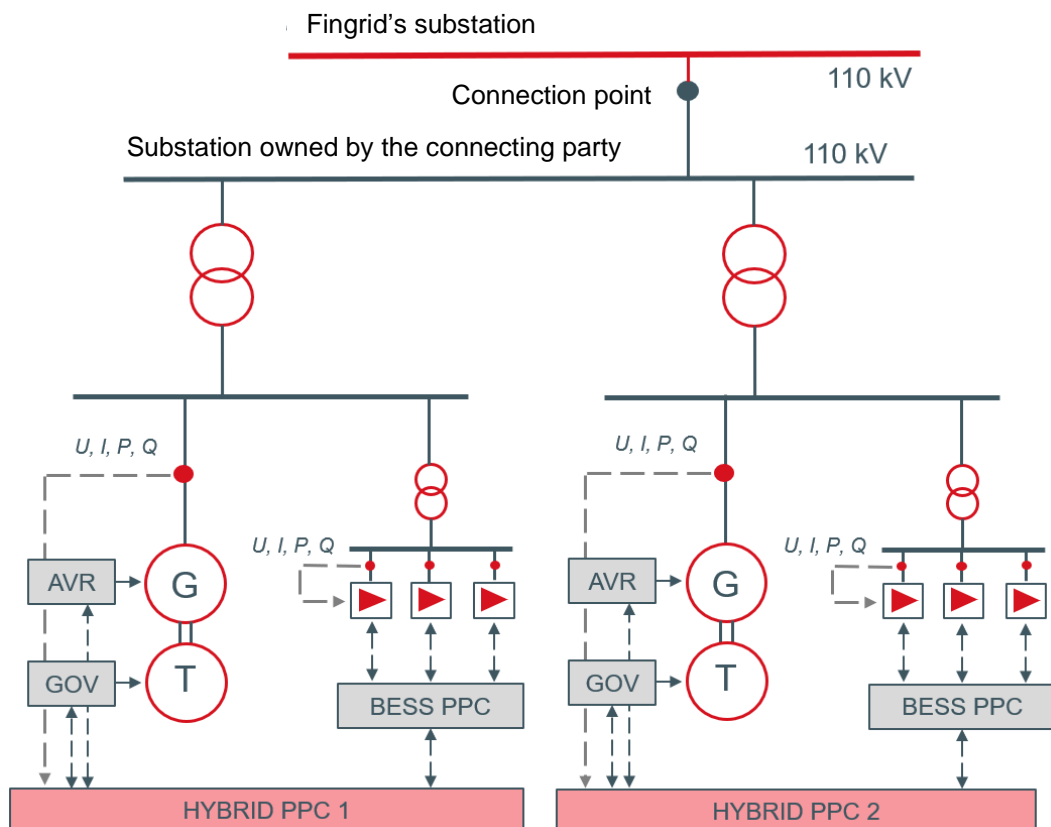 Fingrid's substation
110 kV
Connection point
Substation owned by the connecting party
110 kV
U, I, P, Q
U, I, P, Q
AVR
G
GOV
T
BESS PPC
HYBRID PPC 1
U, I, P, Q
U, I, P, Q
AVR
G
GOV
T
BESS PPC
HYBRID PPC 2